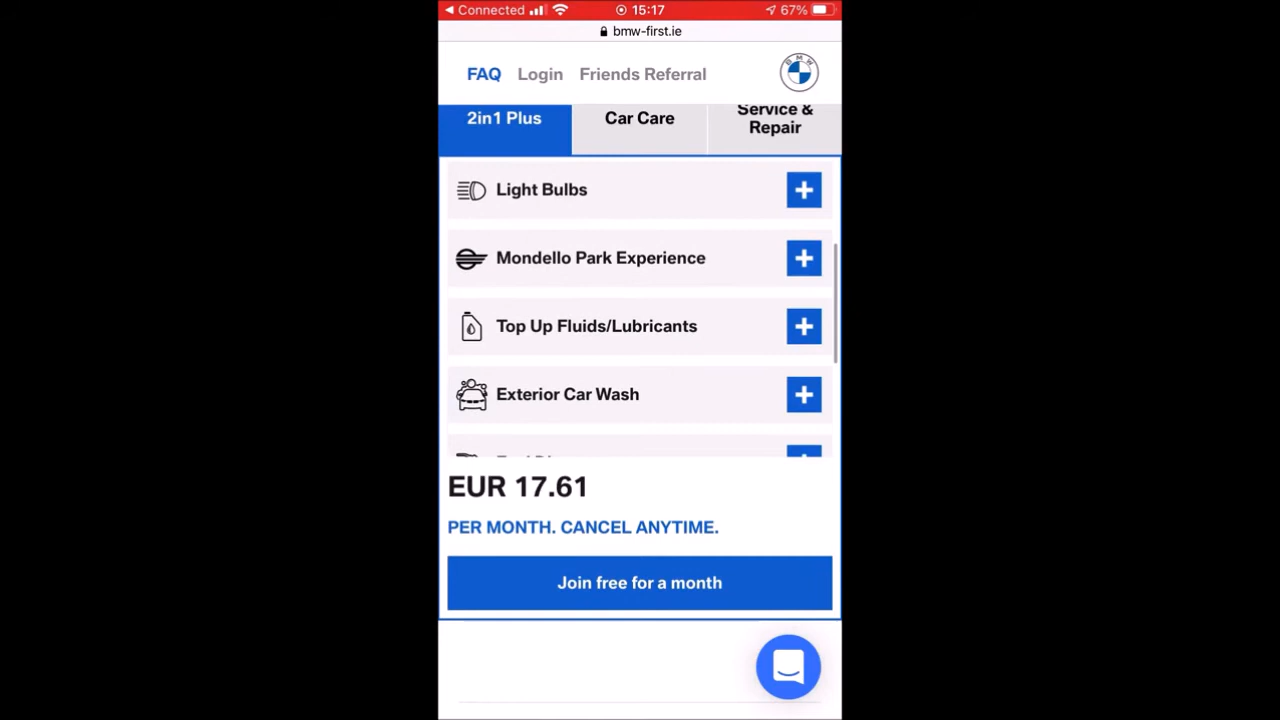 Connected
15:17
67%
bmw-first.ie
FAQ
Login
Friends Referral
BMW
2in1 Plus
Car Care
Service &
Repair
Light Bulbs
Mondello Park Experience
Top Up Fluids/Lubricants
Exterior Car Wash
EUR 17.61
PER MONTH. CANCEL ANYTIME.
Join free for a month